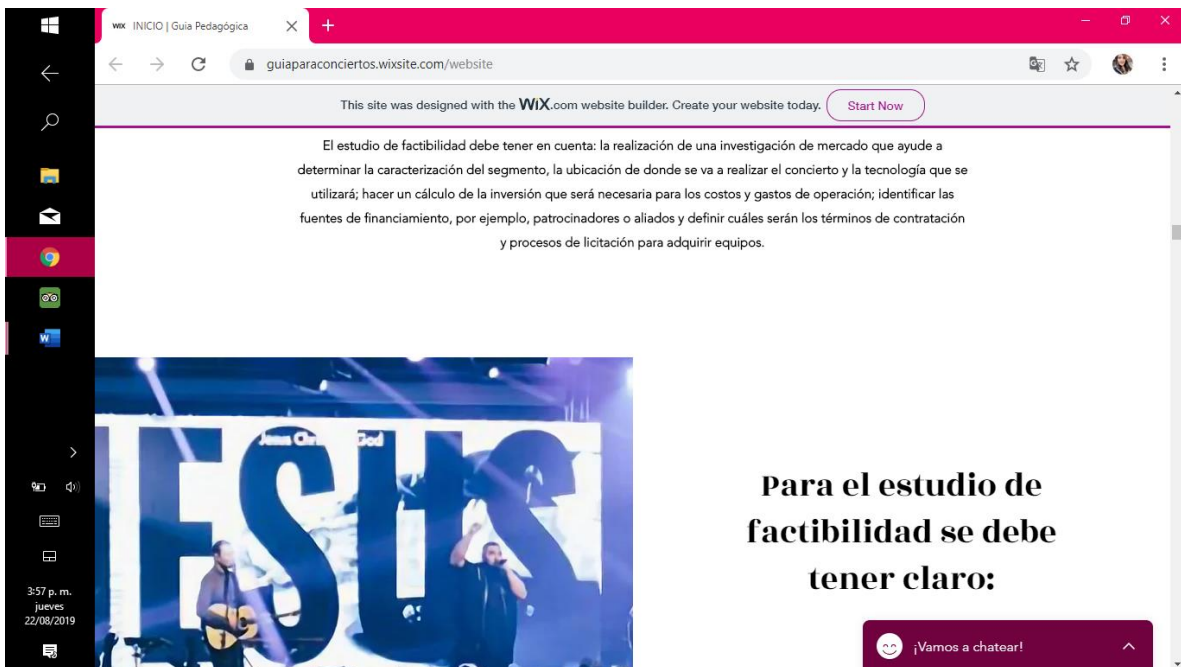 WiX INICIO | Guia Pedagógica
guiaparaconciertos.wixsite.com/website
This site was designed with the WiX.com website builder. Create your website today. Start Now
El estudio de factibilidad debe tener en cuenta: la realización de una investigación de mercado que ayude a
determinar la caracterización del segmento, la ubicación de donde se va a realizar el concierto y la tecnología que se
utilizará; hacer un cálculo de la inversión que será necesaria para los costos y gastos de operación; identificar las
fuentes de financiamiento, por ejemplo, patrocinadores o aliados y definir cuáles serán los términos de contratación
y procesos de licitación para adquirir equipos.
JESUS
Para el estudio de
factibilidad se debe
tener claro:
¡Vamos a chatear!
3:57 p. m.
jueves
22/08/2019